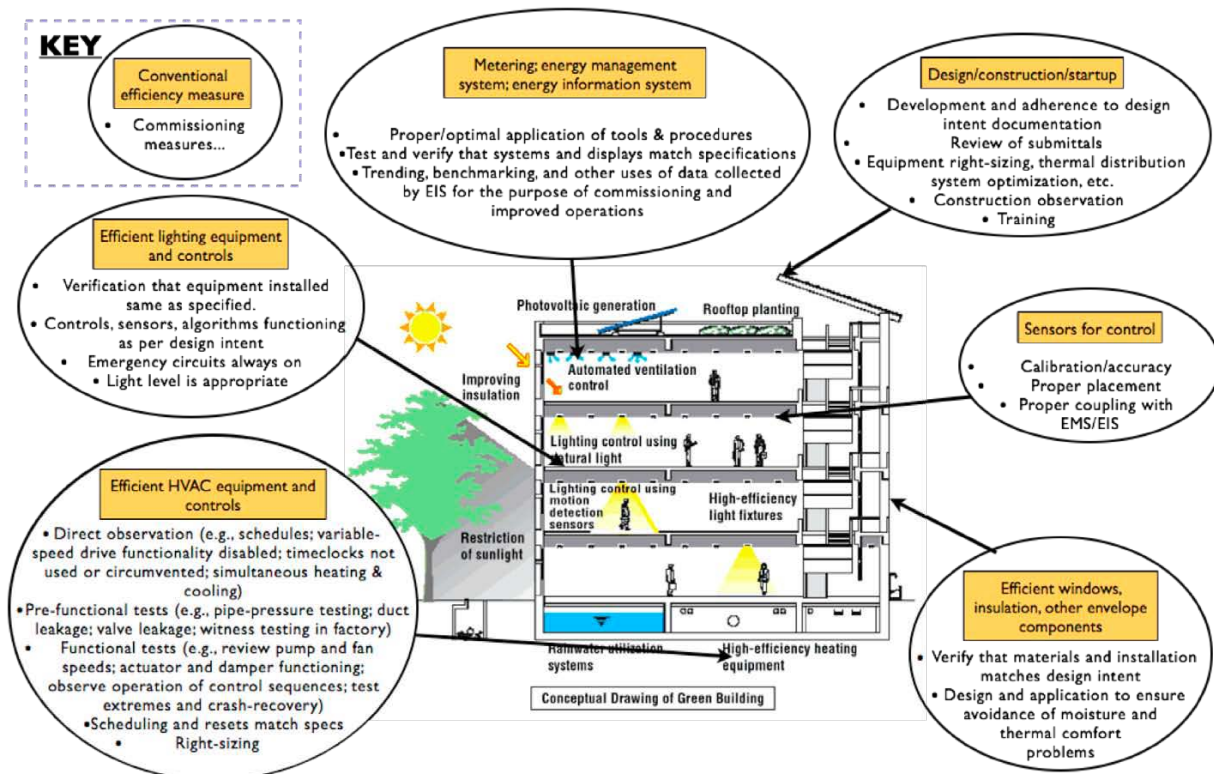 KEY
Conventional
efficiency measure
• Commissioning
measures...
Metering; energy management
system; energy information system
• Proper/optimal application of tools & procedures
•Test and verify that systems and displays match specifications
• Trending, benchmarking, and other uses of data collected
by EIS for the purpose of commissioning and
improved operations
Design/construction/startup
• Development and adherence to design
intent documentation
• Review of submittals
• Equipment right-sizing, thermal distribution
system optimization, etc.
• Construction observation
• Training
Efficient lighting equipment
and controls
• Verification that equipment installed
same as specified.
• Controls, sensors, algorithms functioning
as per design intent
• Emergency circuits always on
• Light level is appropriate
Sensors for control
• Calibration/accuracy
• Proper placement
• Proper coupling with
EMS/EIS
Efficient HVAC equipment and
controls
• Direct observation (e.g., schedules; variable-
speed drive functionality disabled; timeclocks not
used or circumvented; simultaneous heating &
cooling)
•Pre-functional tests (e.g., pipe-pressure testing; duct
leakage; valve leakage; witness testing in factory)
• Functional tests (e.g., review pump and fan
speeds; actuator and damper functioning;
observe operation of control sequences; test
extremes and crash-recovery)
•Scheduling and resets match specs
• Right-sizing
Efficient windows,
insulation, other envelope
components
• Verify that materials and installation
matches design intent
• Design and application to ensure
avoidance of moisture and
thermal comfort
problems
Photovoltaic generation
Rooftop planting
Improving
insulation
Automated ventilation
control
Lighting control using
natural light
Lighting control using
motion
detection
sensors
High-efficiency
light fixtures
Restriction
of sunlight
Rainwater utilization
systems
High-efficiency heating
equipment
Conceptual Drawing of Green Building